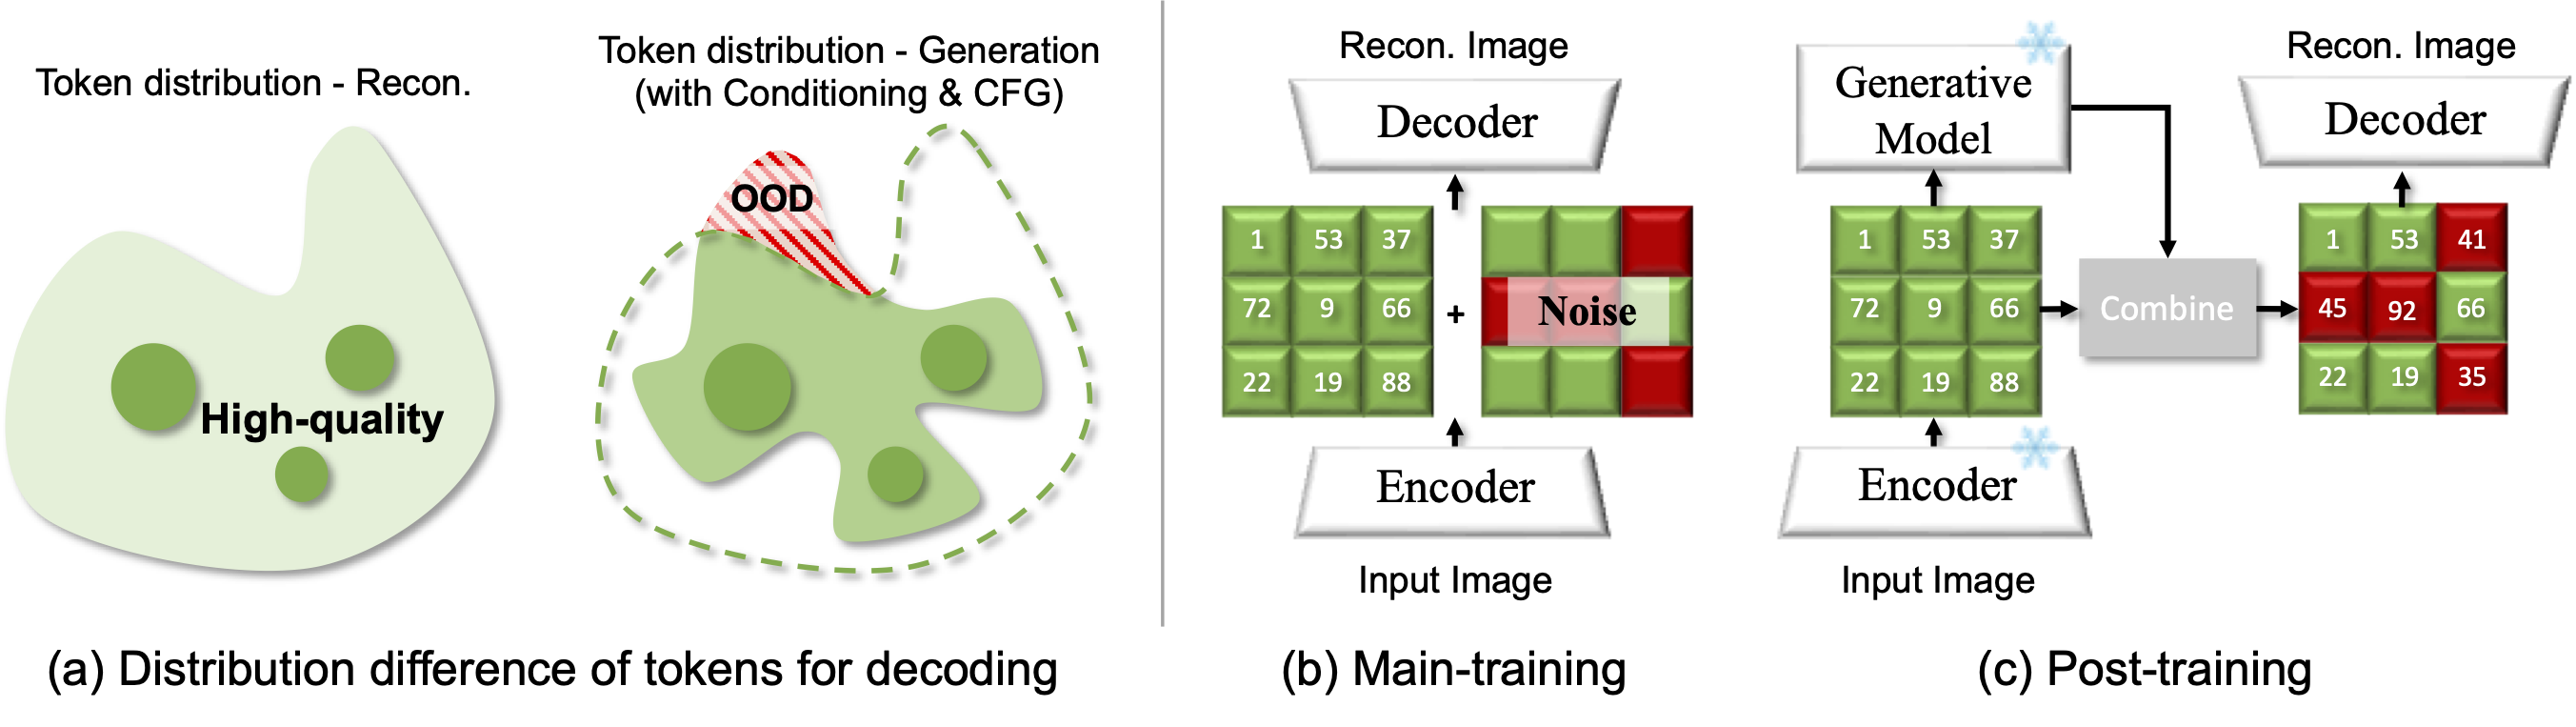 Token distribution - Recon.
High-quality
Token distribution - Generation
(with Conditioning & CFG)
OOD
(a) Distribution difference of tokens for decoding
Recon. Image
Decoder
1 53 37
72 9 66
22 19 88
+
Noise
Encoder
Input Image
(b) Main-training
Generative
Model
1 53 37
72 9 66
22 19 88
Encoder
Input Image
Combine
Recon. Image
Decoder
1 53 41
45 92 66
22 19 35
(c) Post-training